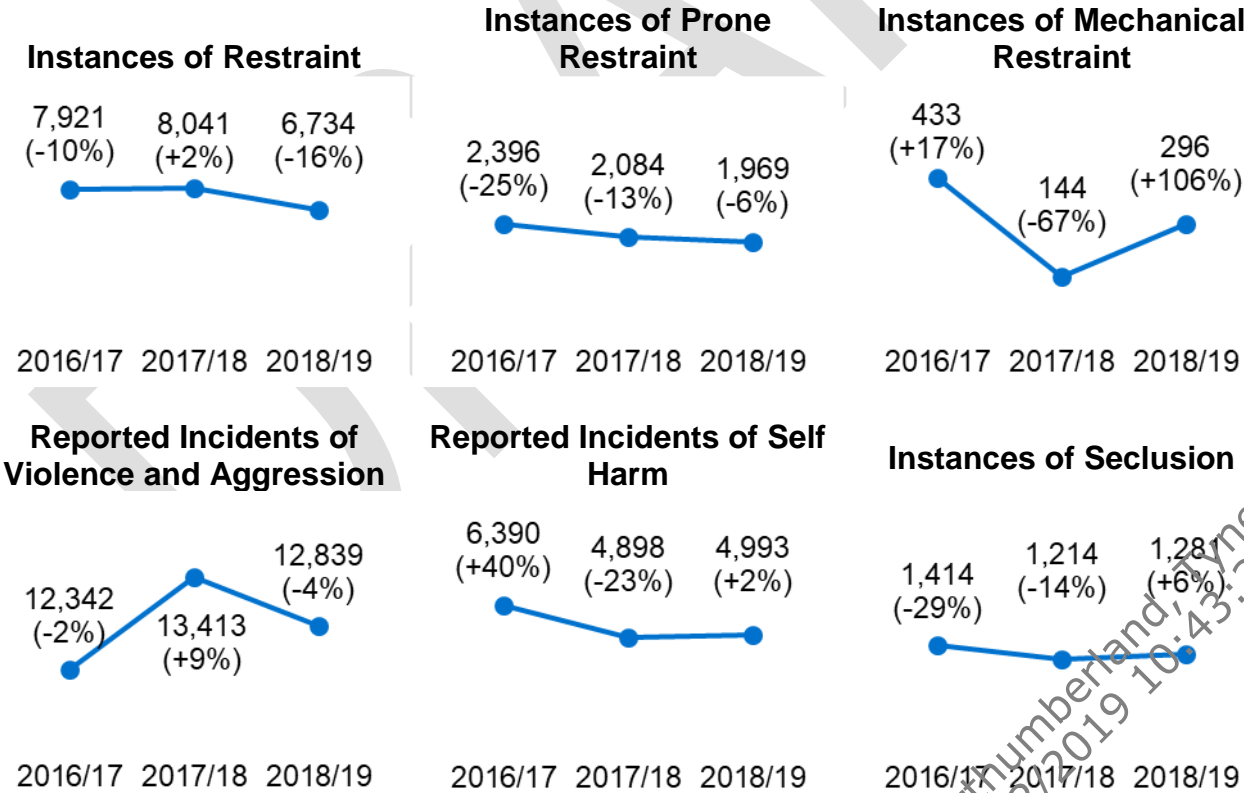 Instances of Restraint
7,921
(-10%)
8,041
(+2%)
6,734
(-16%)
2016/17 2017/18 2018/19
Instances of Prone
Restraint
2,396
(-25%)
2,084
(-13%)
1,969
(-6%)
2016/17 2017/18 2018/19
Instances of Mechanical
Restraint
433
(+17%)
144
(-67%)
296
(+106%)
2016/17 2017/18 2018/19
Reported Incidents of
Violence and Aggression
12,342
(-2%)
13,413
(+9%)
12,839
(-4%)
2016/17 2017/18 2018/19
Reported Incidents of Self
Harm
6,390
(+40%)
4,898
(-23%)
4,993
(+2%)
2016/17 2017/18 2018/19
Instances of Seclusion
1,414
(-29%)
1,214
(-14%)
1,281
(+6%)
2016/17 2017/18 2018/19